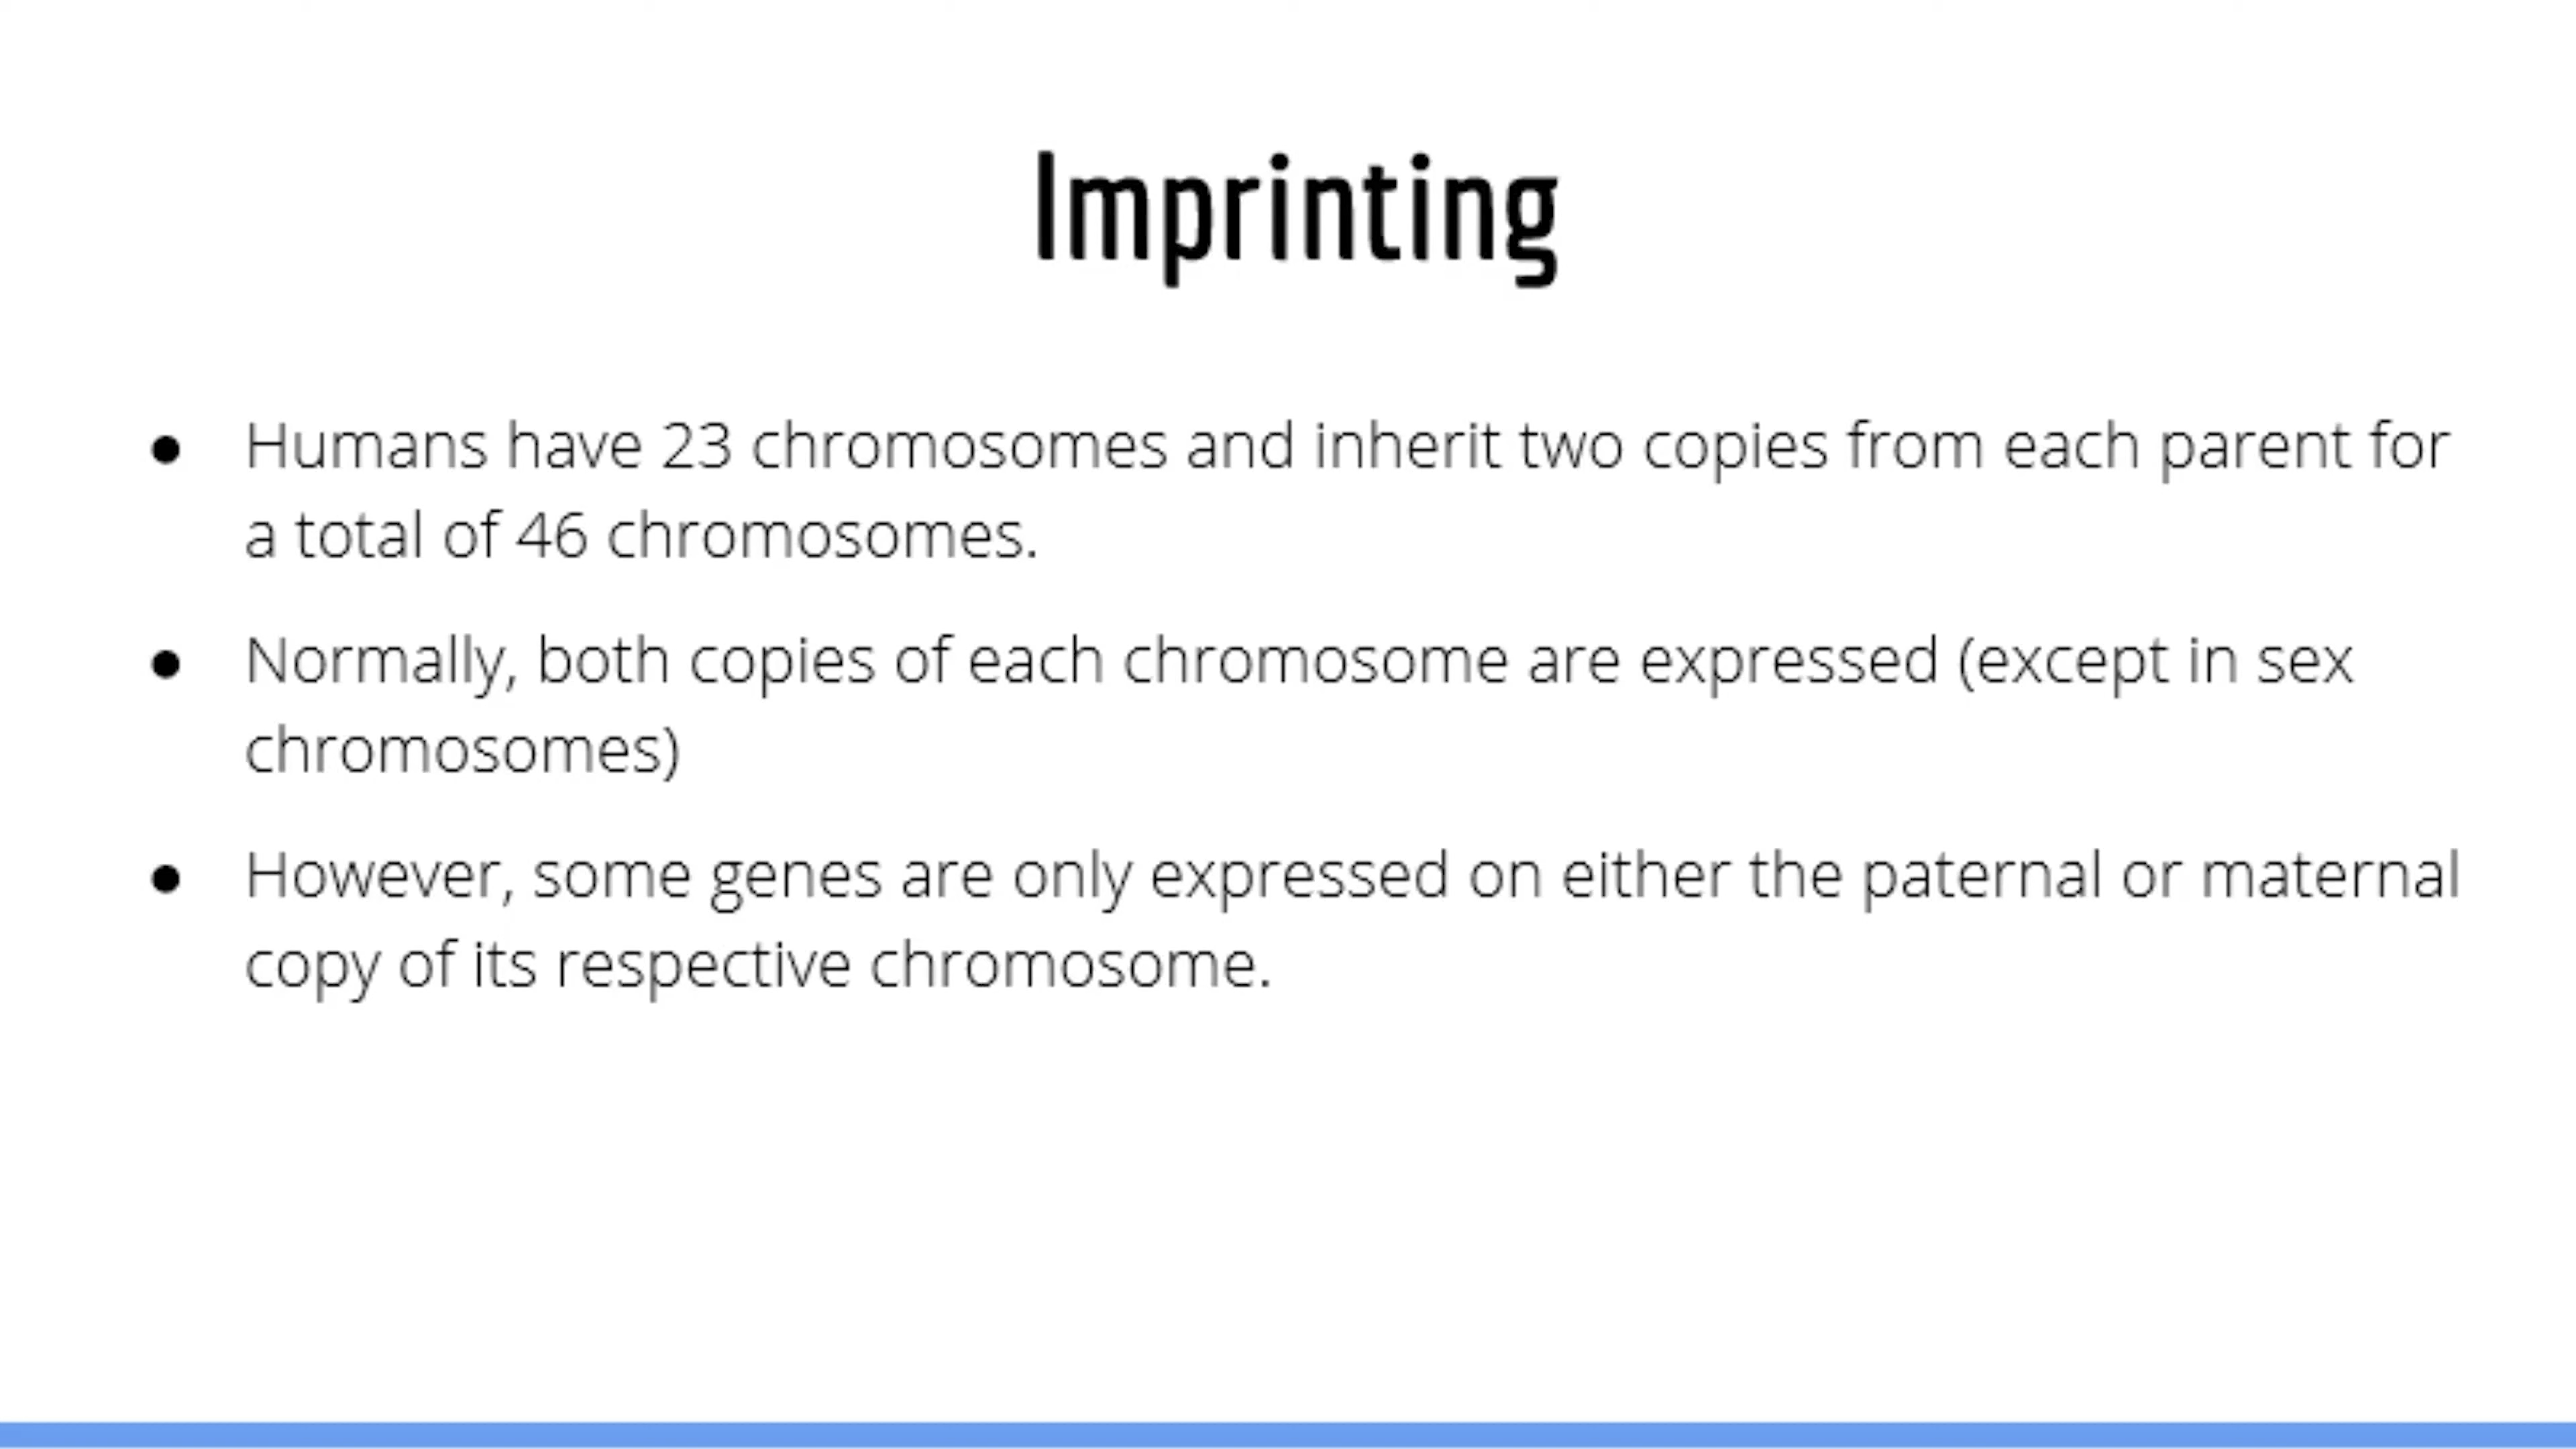 Imprinting
● Humans have 23 chromosomes and inherit two copies from each parent for
a total of 46 chromosomes.
● Normally, both copies of each chromosome are expressed (except in sex
chromosomes)
● However, some genes are only expressed on either the paternal or maternal
copy of its respective chromosome.